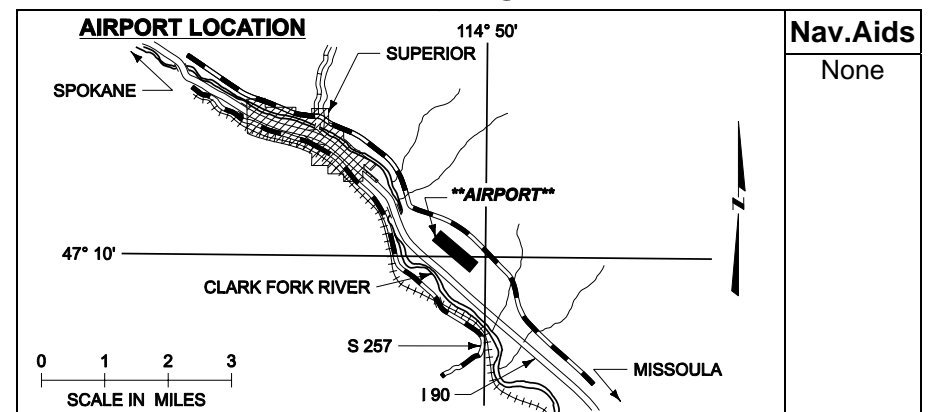 AIRPORT LOCATION
114° 50'
Nav.Aids
None
SUPERIOR
SPOKANE
**AIRPORT**
N
47° 10'
CLARK FORK RIVER
S 257
0 1 2 3
SCALE IN MILES
I 90
MISSOULA